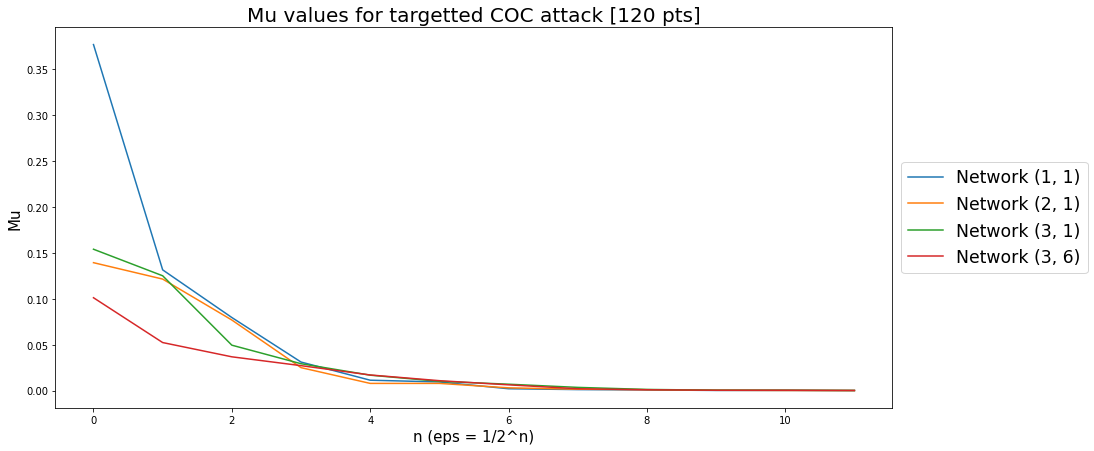 Mu values for targetted COC attack [120 pts]
0.35
0.30
0.25
0.20
0.15
0.10
0.05
0.00
Mu
0 2 4 6 8 10
n (eps = 1/2^n)
Network (1, 1)
Network (2, 1)
Network (3, 1)
Network (3, 6)